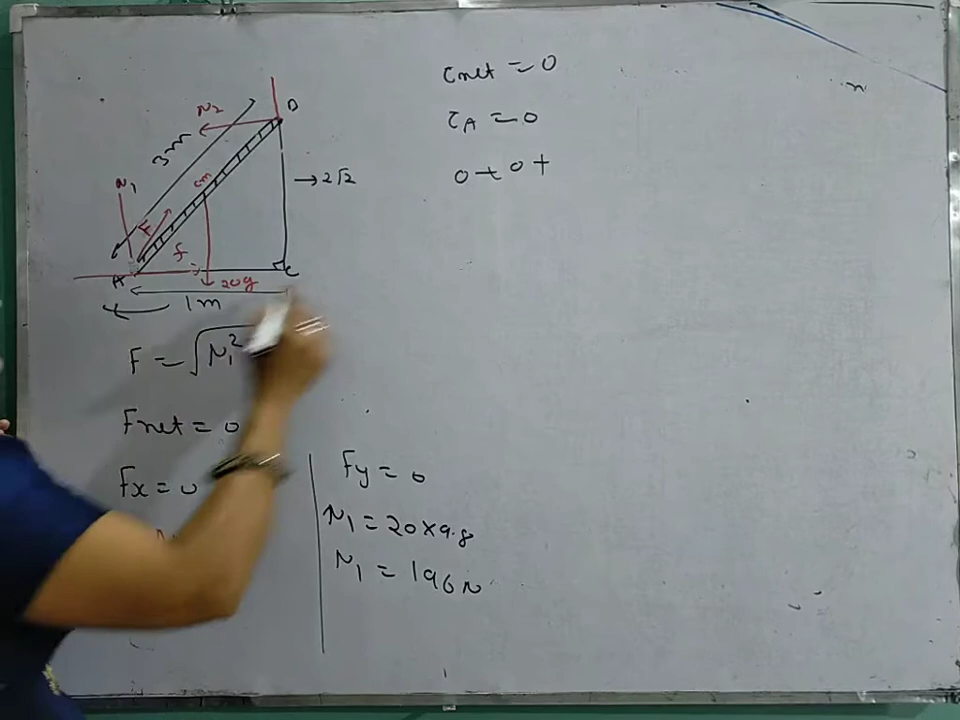 N2
B
3m
cm
N1
→2√2
F
f
A
C
20g
1m
F = √N1²
Fnet = 0
Fx = 0
Fy = 0
N1 = 20×9.8
N1 = 196N
τnet = 0
τA = 0
0 + 0 +
n